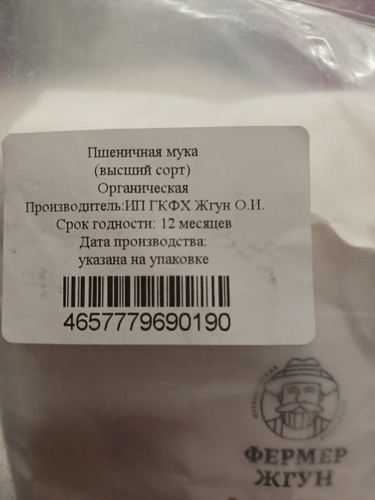 Пшеничная мука
(высший сорт)
Органическая
Производитель:ИП ГКФХ Жгун О.И.
Срок годности: 12 месяцев
Дата производства:
указана на упаковке
4657779690190
ФЕРМЕР
ЖГУН